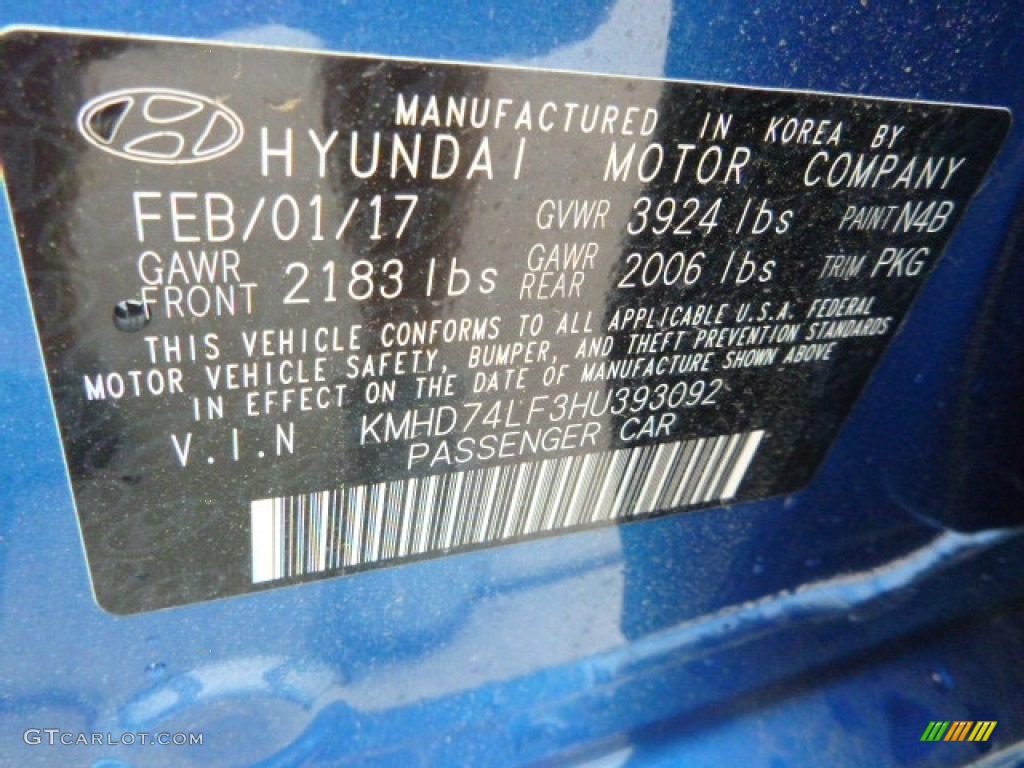 MANUFACTURED IN KOREA BY
HYUNDAI MOTOR COMPANY
FEB/01/17 GVWR 3924 lbs PAINT N4B
GAWR FRONT 2183 lbs GAWR REAR 2006 lbs TRIM PKG
THIS VEHICLE CONFORMS TO ALL APPLICABLE U.S.A. FEDERAL
MOTOR VEHICLE SAFETY, BUMPER, AND THEFT PREVENTION STANDARDS
IN EFFECT ON THE DATE OF MANUFACTURE SHOWN ABOVE
V.I.N KMHD74LF3HU393092
PASSENGER CAR
GTCARLOT.COM